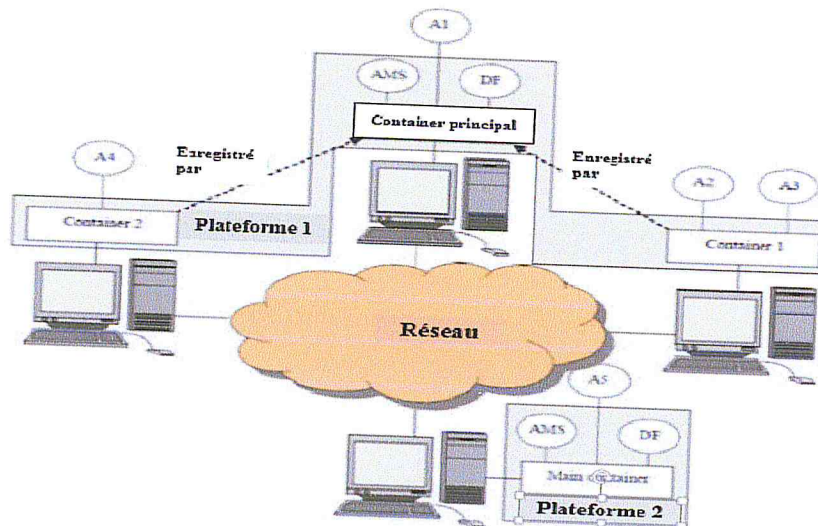 A1
AMS
DF
Container principal
Enregistré
par
Enregistré
par
A4
A2
A3
Container 2
Plateforme 1
Container 1
Réseau
A5
AMS
DF
Main container
Plateforme 2